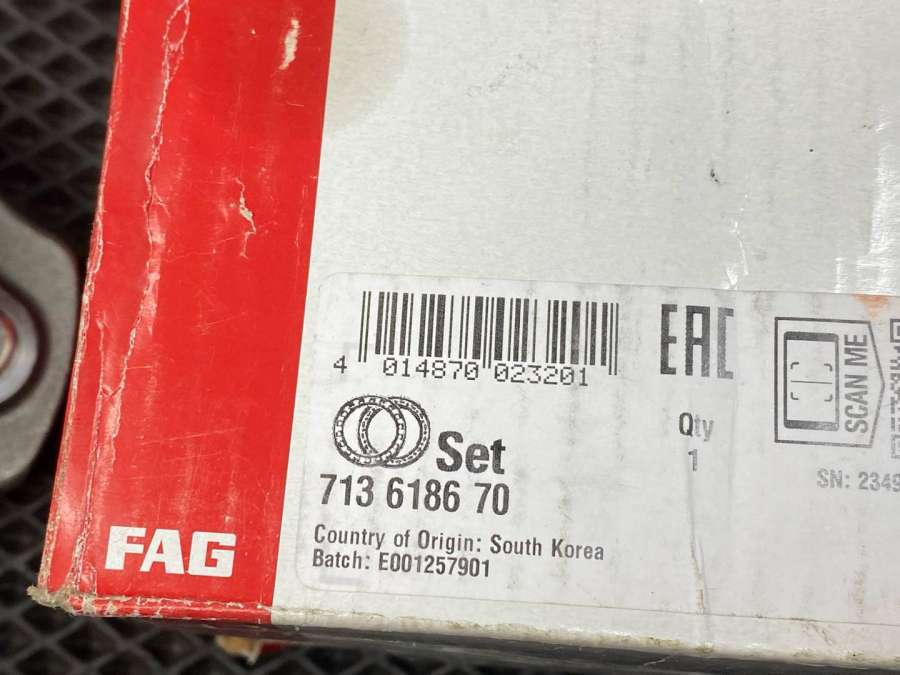 4 014870 023201
EAC
SCAN ME
Set
Qty
1
713 6186 70
SN: 2349
Country of Origin: South Korea
Batch: E001257901
FAG